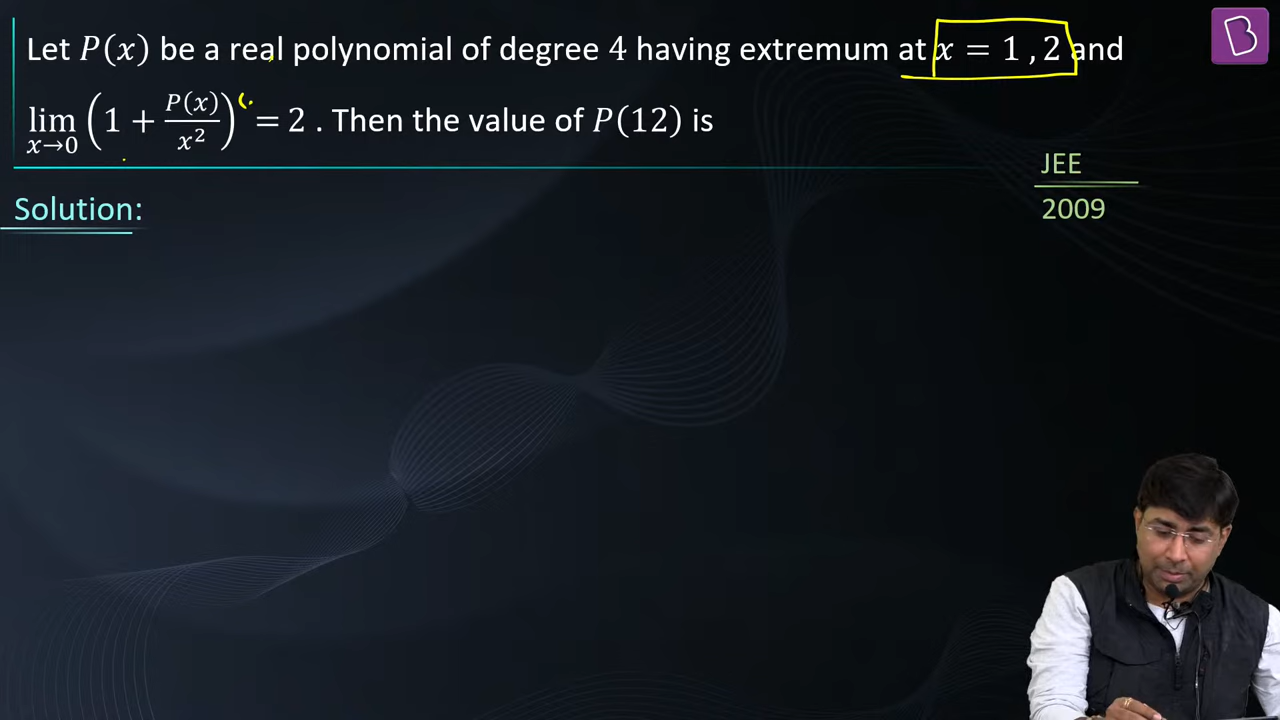 Let P(x) be a real polynomial of degree 4 having extremum at x = 1 , 2 and
lim x→0 (1 + P(x)/x²) = 2 . Then the value of P(12) is
JEE
2009
Solution:
B